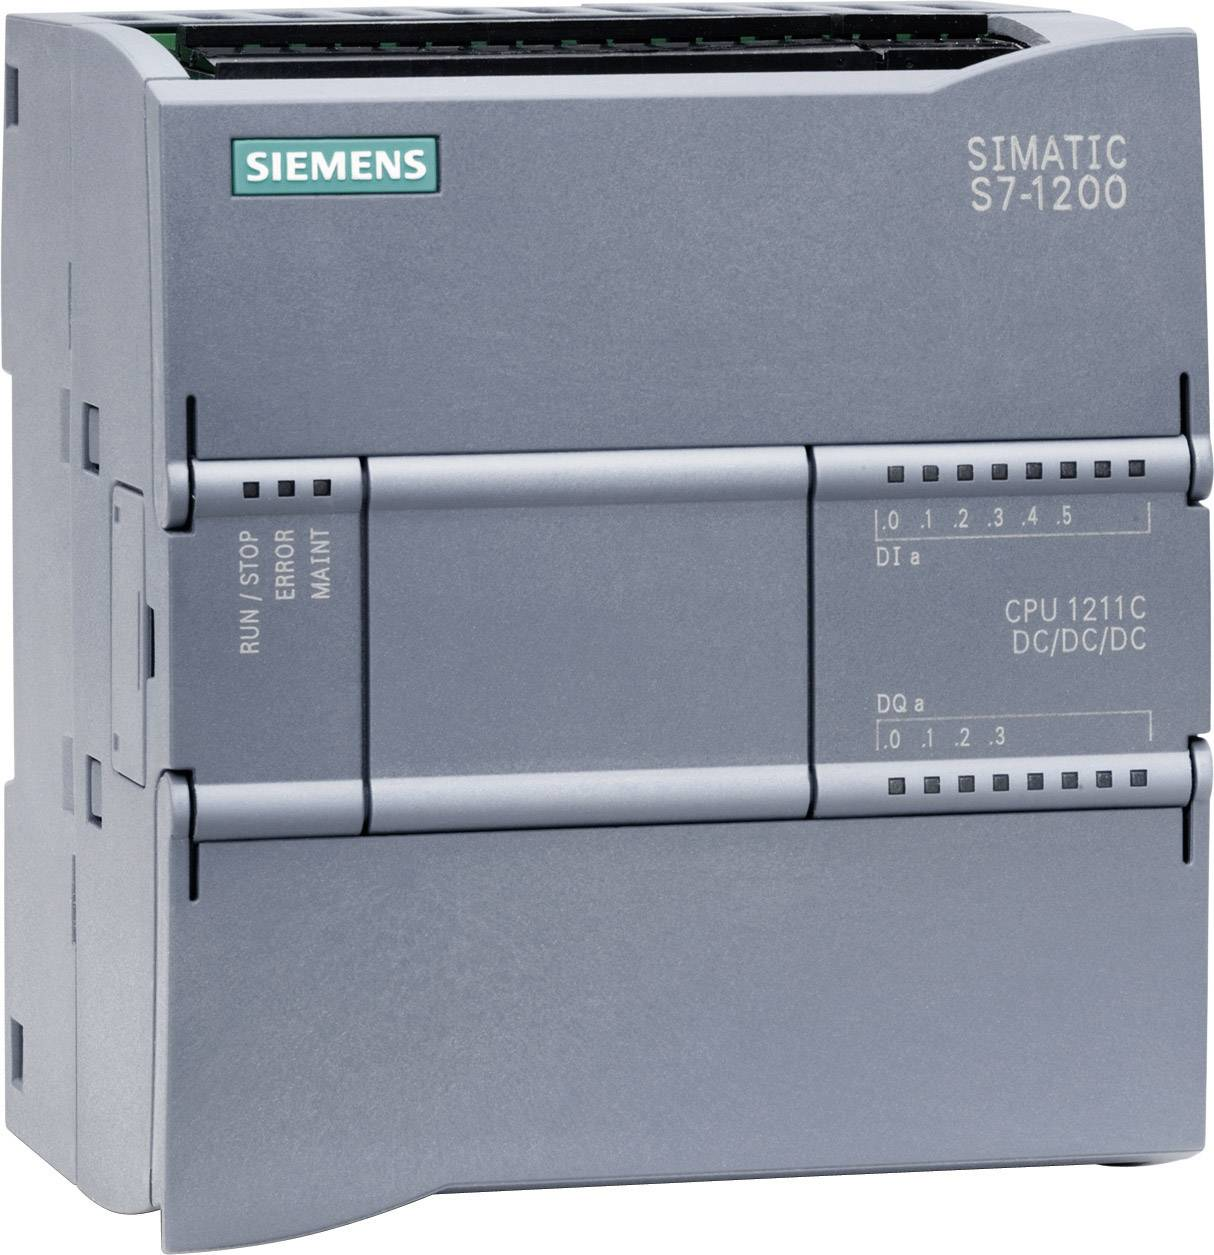 SIEMENS
SIMATIC
S7-1200
RUN / STOP
ERROR
MAINT
.0 .1 .2 .3 .4 .5
DI a
CPU 1211C
DC/DC/DC
DQ a
.0 .1 .2 .3